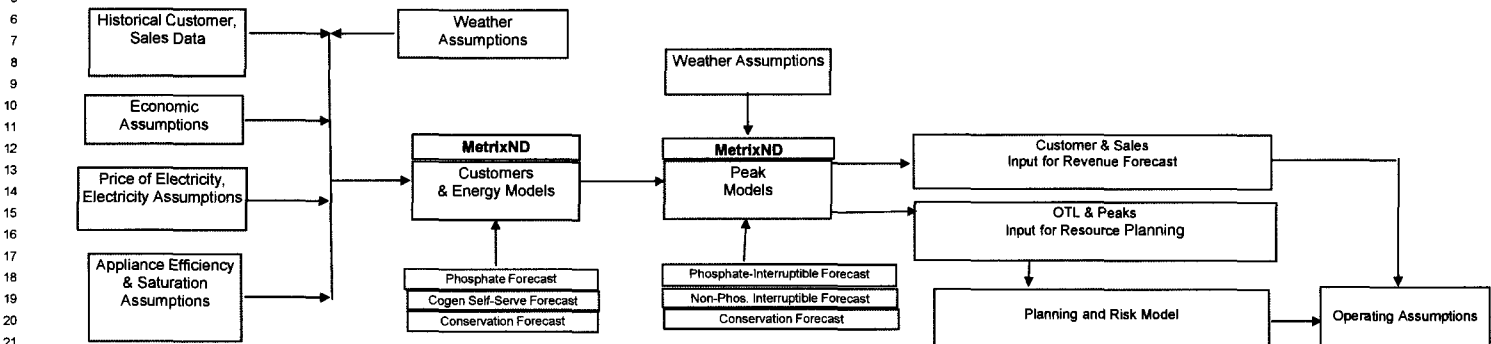 6
7
8
9
10
11
12
13
14
15
16
17
18
19
20
21
Historical Customer,
Sales Data
Weather
Assumptions
Economic
Assumptions
Price of Electricity,
Electricity Assumptions
Appliance Efficiency
& Saturation
Assumptions
MetrixND
Customers
& Energy Models
Phosphate Forecast
Cogen Self-Serve Forecast
Conservation Forecast
Weather Assumptions
MetrixND
Peak
Models
Phosphate-Interruptible Forecast
Non-Phos. Interruptible Forecast
Conservation Forecast
Customer & Sales
Input for Revenue Forecast
OTL & Peaks
Input for Resource Planning
Planning and Risk Model
Operating Assumptions